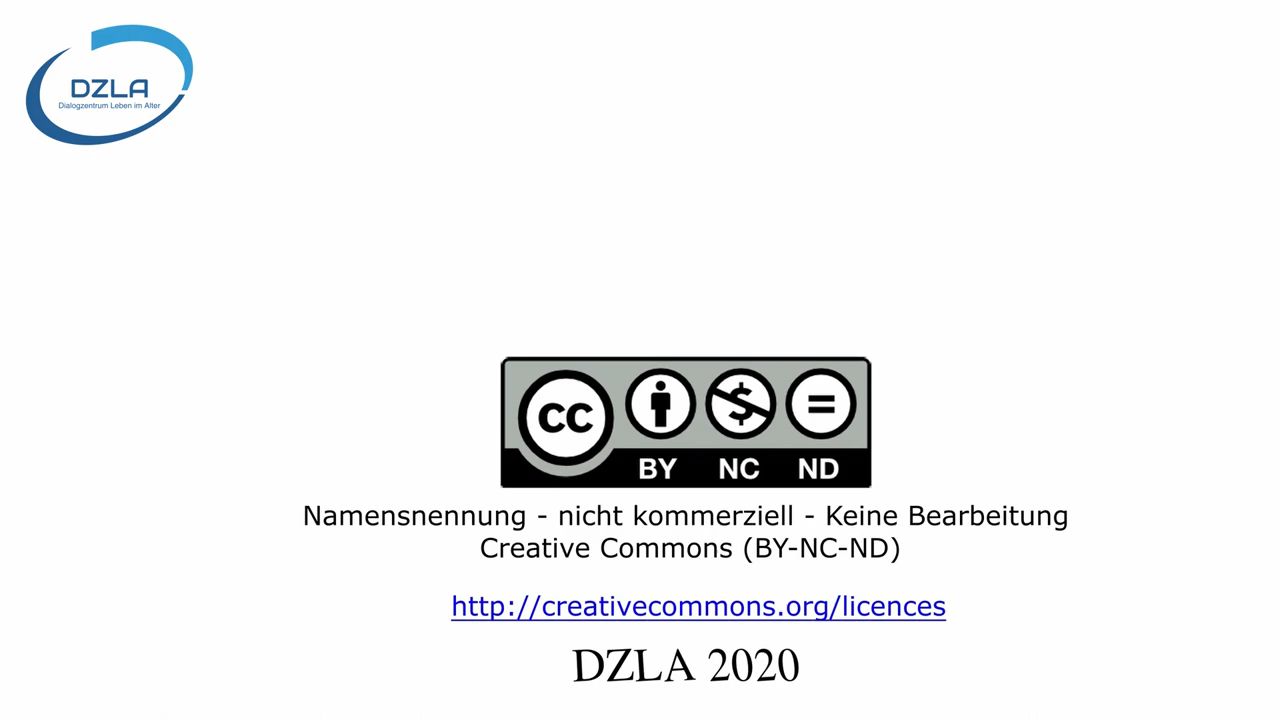 DZLA
Dialogzentrum Leben im Alter
CC
BY NC ND
Namensnennung - nicht kommerziell - Keine Bearbeitung
Creative Commons (BY-NC-ND)
http://creativecommons.org/licences
DZLA 2020